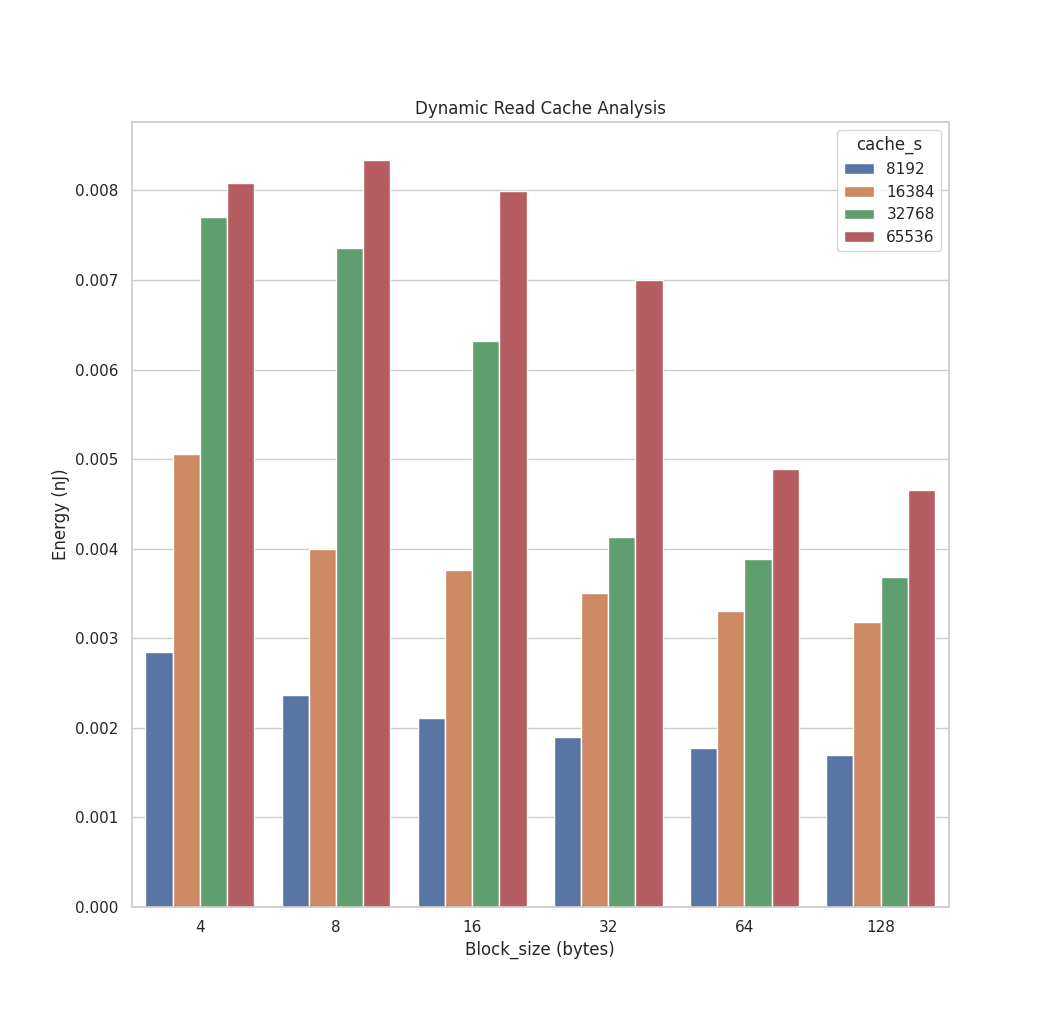 Dynamic Read Cache Analysis
cache_s
8192
16384
32768
65536
0.008
0.007
0.006
0.005
0.004
0.003
0.002
0.001
0.000
Energy (nJ)
4 8 16 32 64 128
Block_size (bytes)